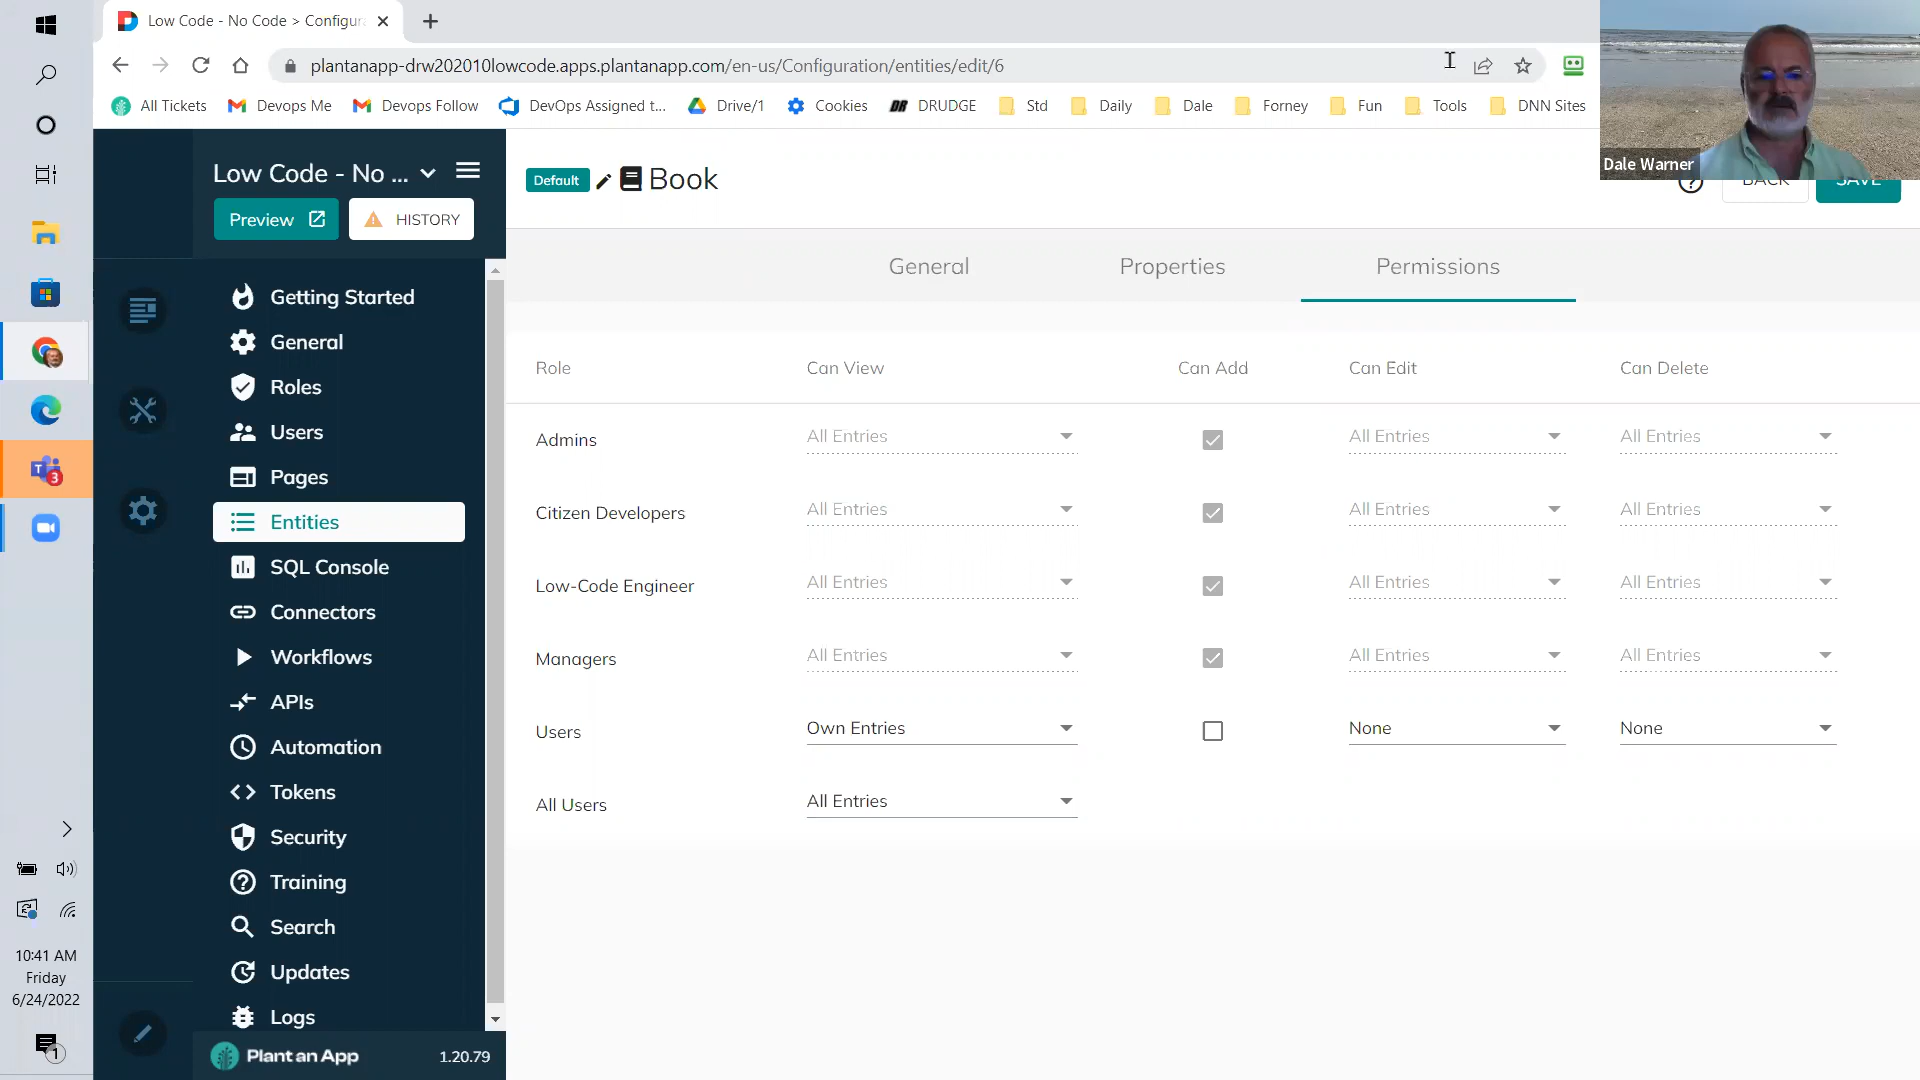 Low Code - No Code > Configur
plantanapp-drw202010lowcode.apps.plantanapp.com/en-us/Configuration/entities/edit/6
All Tickets
Devops Me
Devops Follow
DevOps Assigned t...
Drive/1
Cookies
DR DRUDGE
Std
Daily
Dale
Forney
Fun
Tools
DNN Sites
Dale Warner
Low Code - No ...
Preview
HISTORY
Default
Book
BACK
SAVE
General
Properties
Permissions
Getting Started
General
Roles
Users
Pages
Entities
SQL Console
Connectors
Workflows
APIs
Automation
Tokens
Security
Training
Search
Updates
Logs
Plant an App
1.20.79
Role Can View Can Add Can Edit Can Delete
Admins All Entries All Entries All Entries
Citizen Developers All Entries All Entries All Entries
Low-Code Engineer All Entries All Entries All Entries
Managers All Entries All Entries All Entries
Users Own Entries None None
All Users All Entries
T 3
10:41 AM
Friday
6/24/2022
1